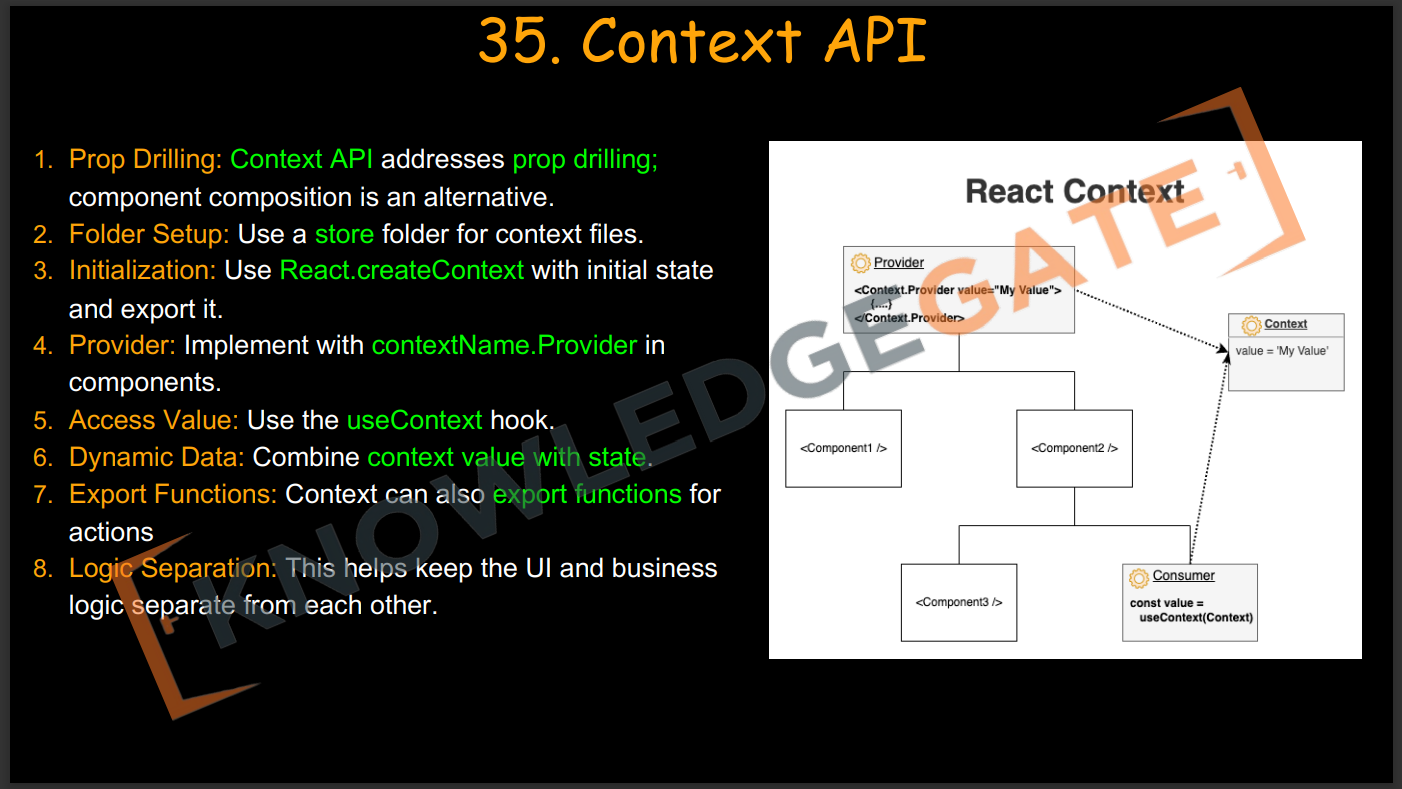 35. Context API
1. Prop Drilling: Context API addresses prop drilling;
component composition is an alternative.
2. Folder Setup: Use a store folder for context files.
3. Initialization: Use React.createContext with initial state
and export it.
4. Provider: Implement with contextName.Provider in
components.
5. Access Value: Use the useContext hook.
6. Dynamic Data: Combine context value with state.
7. Export Functions: Context can also export functions for
actions
8. Logic Separation: This helps keep the UI and business
logic separate from each other.
React Context
Provider
<Context.Provider value="My Value">
{....}
</Context.Provider>
Context
value = 'My Value'
<Component1 />
<Component2 />
<Component3 />
Consumer
const value =
useContext(Context)
KNOWLEDGEGATE